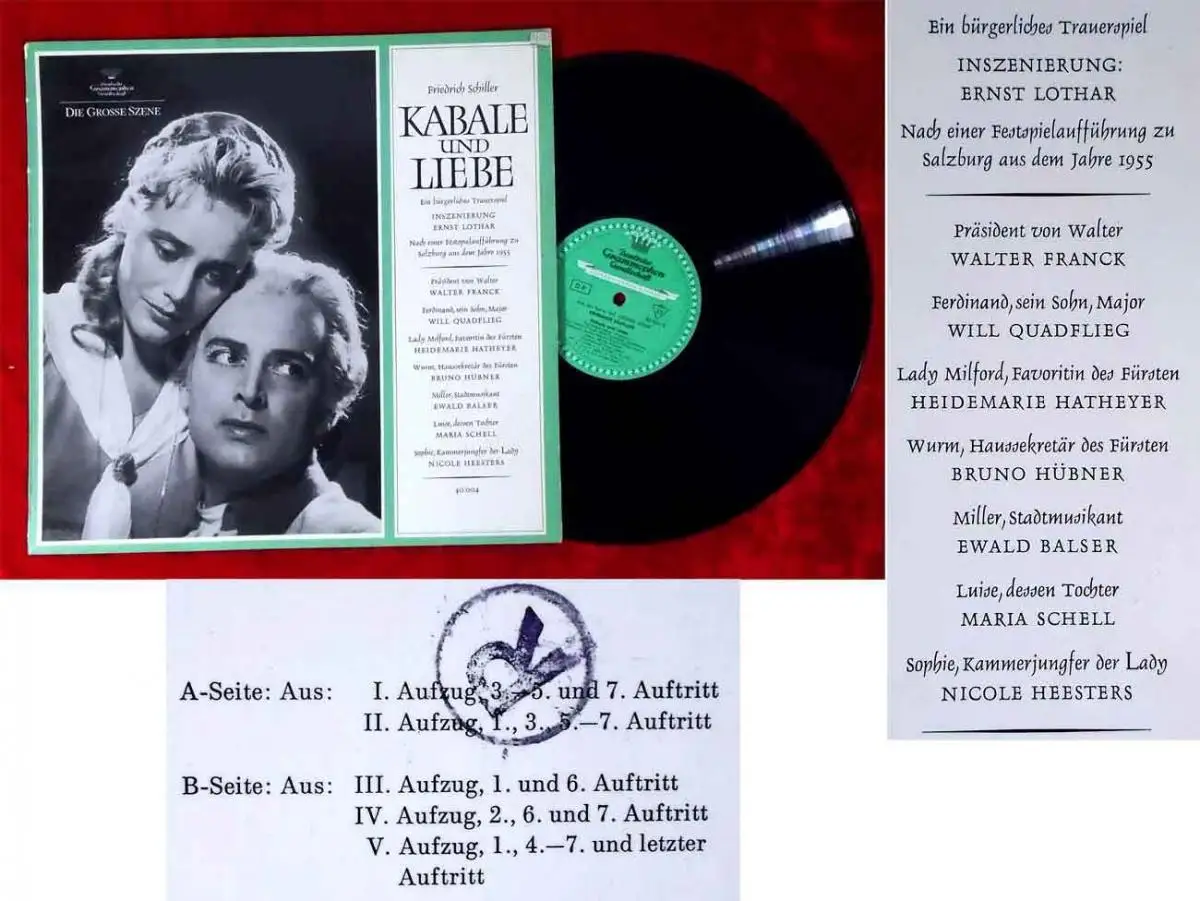 Deutsche
Grammophon
Gesellschaft
DIE GROSSE SZENE
Friedrich Schiller
KABALE
UND
LIEBE
Ein bürgerliches Trauerspiel
INSZENIERUNG
ERNST LOTHAR
Nach einer Festspielaufführung zu
Salzburg aus dem Jahre 1955
Präsident von Walter
WALTER FRANCK
Ferdinand, sein Sohn, Major
WILL QUADFLIEG
Lady Milford, Favoritin des Fürsten
HEIDEMARIE HATHEYER
Wurm, Haussekretär des Fürsten
BRUNO HÜBNER
Miller, Stadtmusikant
EWALD BALSER
Luise, dessen Tochter
MARIA SCHELL
Sophie, Kammerjungfer der Lady
NICOLE HEESTERS
40 004
Deutsche
Grammophon
Gesellschaft
Ein bürgerliches Trauerspiel
INSZENIERUNG:
ERNST LOTHAR
Nach einer Festspielaufführung zu
Salzburg aus dem Jahre 1955
Präsident von Walter
WALTER FRANCK
Ferdinand, sein Sohn, Major
WILL QUADFLIEG
Lady Milford, Favoritin des Fürsten
HEIDEMARIE HATHEYER
Wurm, Haussekretär des Fürsten
BRUNO HÜBNER
Miller, Stadtmusikant
EWALD BALSER
Luise, dessen Tochter
MARIA SCHELL
Sophie, Kammerjungfer der Lady
NICOLE HEESTERS
A-Seite: Aus: I. Aufzug, 3.–5. und 7. Auftritt
II. Aufzug, 1., 3., 5.–7. Auftritt
B-Seite: Aus: III. Aufzug, 1. und 6. Auftritt
IV. Aufzug, 2., 6. und 7. Auftritt
V. Aufzug, 1., 4.–7. und letzter
Auftritt